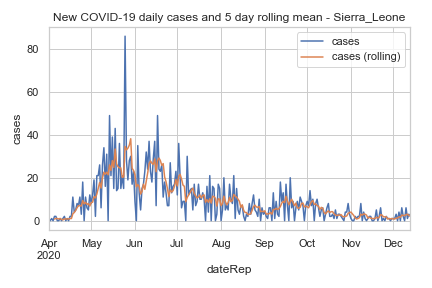 New COVID-19 daily cases and 5 day rolling mean - Sierra_Leone
cases
cases (rolling)
80
60
40
20
0
cases
Apr May Jun Jul Aug Sep Oct Nov Dec
2020
dateRep